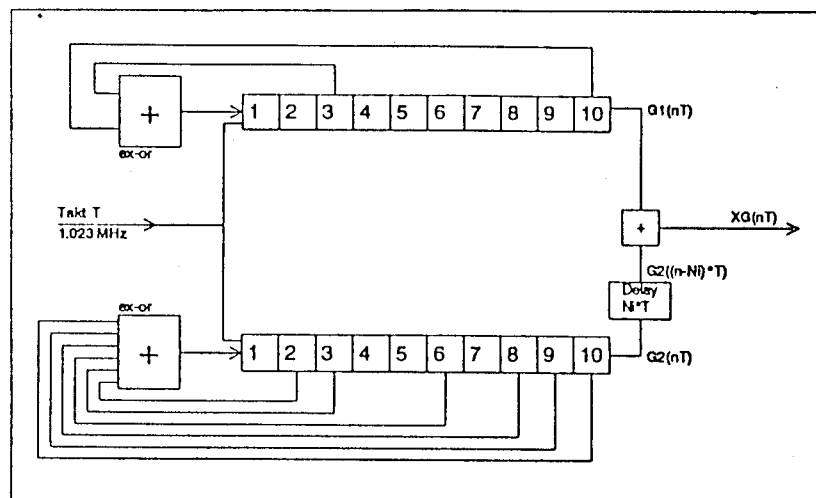 +
ex-or
1 2 3 4 5 6 7 8 9 10
G1(nT)
Takt T
1.023 MHz
+
XG(nT)
G2((n-Ni)*T)
Delay
Ni*T
ex-or
+
1 2 3 4 5 6 7 8 9 10
G2(nT)